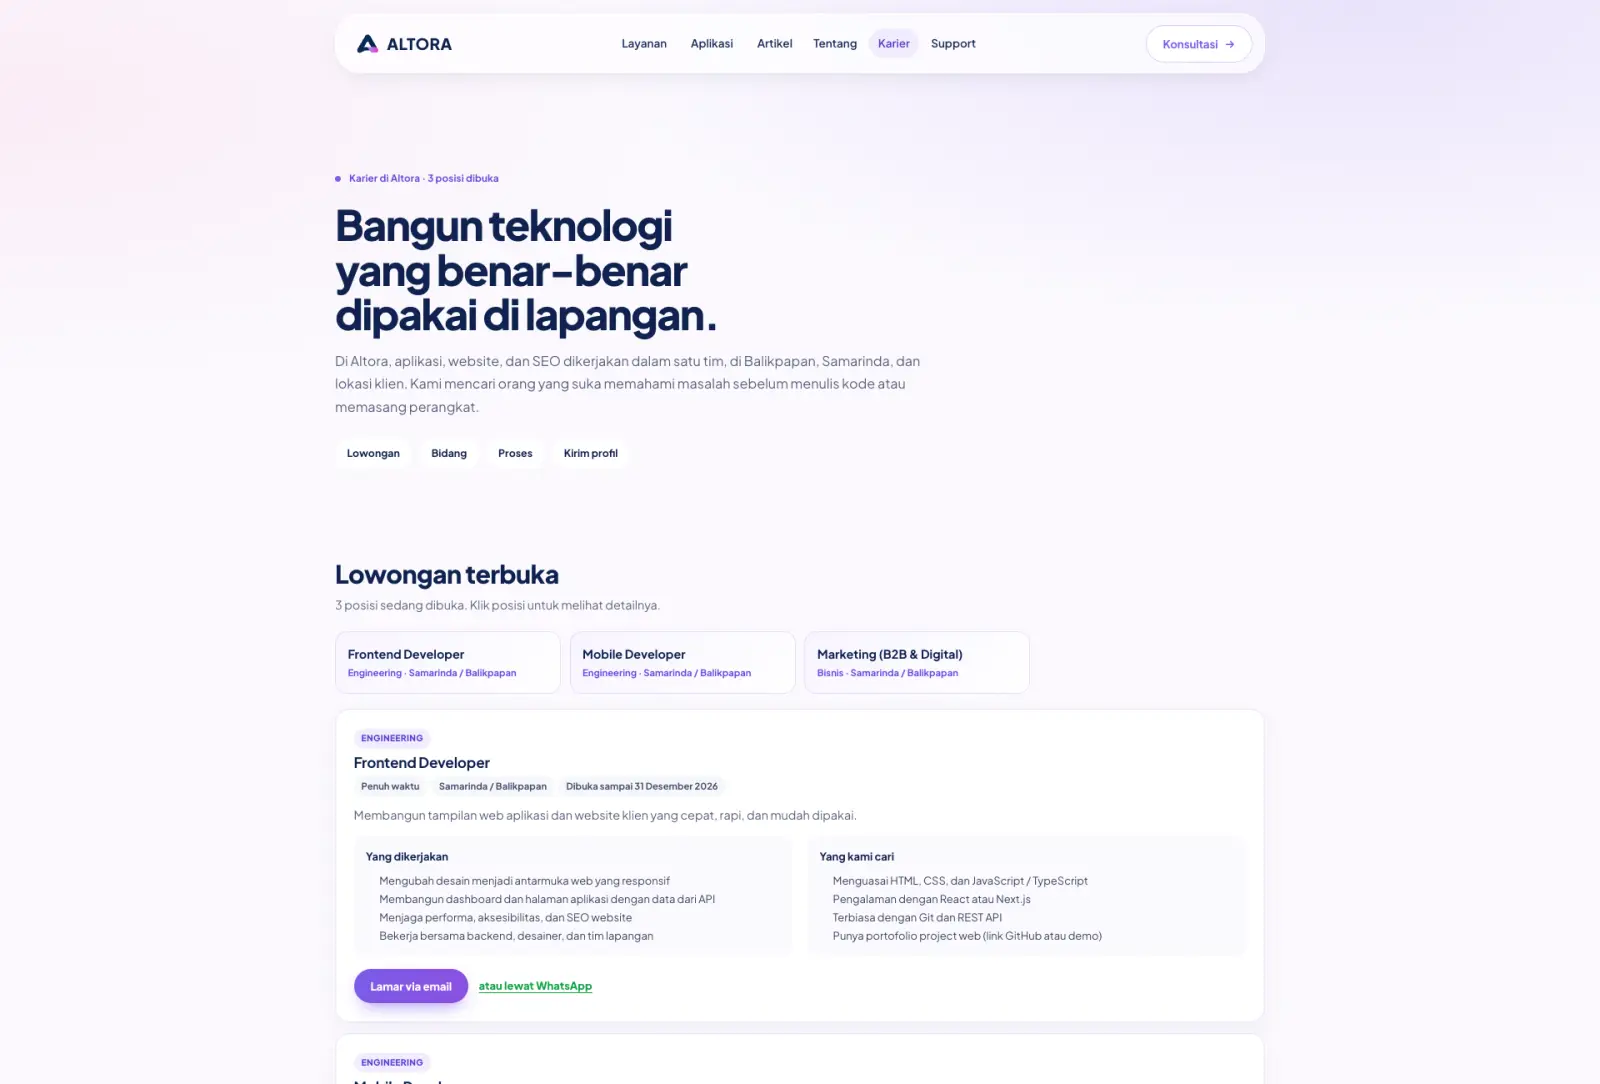 ALTORA
Layanan
Aplikasi
Artikel
Tentang
Karier
Support
Konsultasi →
Karier di Altora · 3 posisi dibuka
Bangun teknologi
yang benar-benar
dipakai di lapangan.
Di Altora, aplikasi, website, dan SEO dikerjakan dalam satu tim, di Balikpapan, Samarinda, dan
lokasi klien. Kami mencari orang yang suka memahami masalah sebelum menulis kode atau
memasang perangkat.
Lowongan
Bidang
Proses
Kirim profil
Lowongan terbuka
3 posisi sedang dibuka. Klik posisi untuk melihat detailnya.
Frontend Developer
Engineering · Samarinda / Balikpapan
Mobile Developer
Engineering · Samarinda / Balikpapan
Marketing (B2B & Digital)
Bisnis · Samarinda / Balikpapan
ENGINEERING
Frontend Developer
Penuh waktu
Samarinda / Balikpapan
Dibuka sampai 31 Desember 2026
Membangun tampilan web aplikasi dan website klien yang cepat, rapi, dan mudah dipakai.
Yang dikerjakan
Mengubah desain menjadi antarmuka web yang responsif
Membangun dashboard dan halaman aplikasi dengan data dari API
Menjaga performa, aksesibilitas, dan SEO website
Bekerja bersama backend, desainer, dan tim lapangan
Yang kami cari
Menguasai HTML, CSS, dan JavaScript / TypeScript
Pengalaman dengan React atau Next.js
Terbiasa dengan Git dan REST API
Punya portofolio project web (link GitHub atau demo)
Lamar via email
atau lewat WhatsApp
ENGINEERING